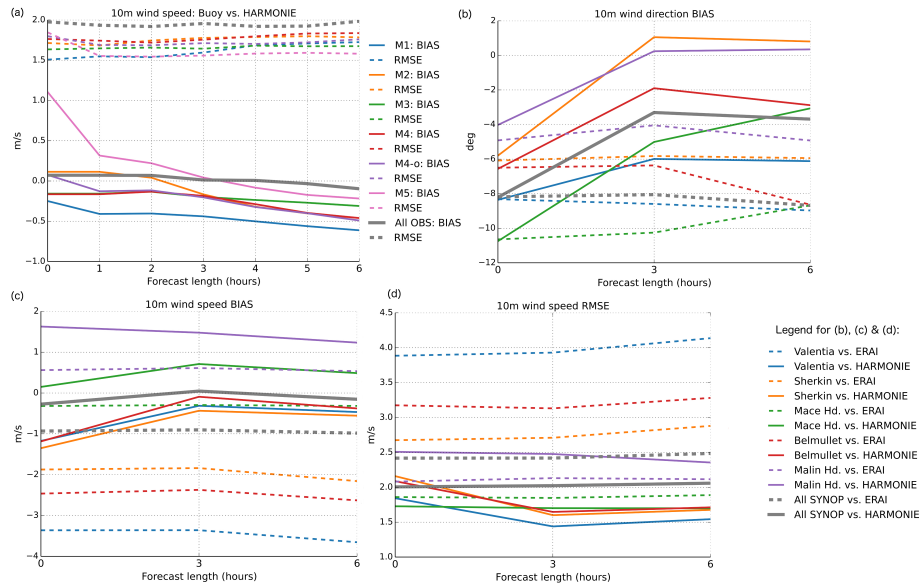 (a)
10m wind speed: Buoy vs. HARMONIE
2.0
1.5
1.0
0.5
0.0
−0.5
−1.0
m/s
0 1 2 3 4 5 6
Forecast length (hours)
M1: BIAS
RMSE
M2: BIAS
RMSE
M3: BIAS
RMSE
M4: BIAS
RMSE
M4-o: BIAS
RMSE
M5: BIAS
RMSE
All OBS: BIAS
RMSE
(b)
10m wind direction BIAS
2
0
−2
−4
−6
−8
−10
−12
deg
0 3 6
Forecast length (hours)
(c)
10m wind speed BIAS
2
1
0
−1
−2
−3
−4
m/s
0 3 6
Forecast length (hours)
(d)
10m wind speed RMSE
4.5
4.0
3.5
3.0
2.5
2.0
1.5
1.0
m/s
0 3 6
Forecast length (hours)
Legend for (b), (c) & (d):
Valentia vs. ERAI
Valentia vs. HARMONIE
Sherkin vs. ERAI
Sherkin vs. HARMONIE
Mace Hd. vs. ERAI
Mace Hd. vs. HARMONIE
Belmullet vs. ERAI
Belmullet vs. HARMONIE
Malin Hd. vs. ERAI
Malin Hd. vs. HARMONIE
All SYNOP vs. ERAI
All SYNOP vs. HARMONIE